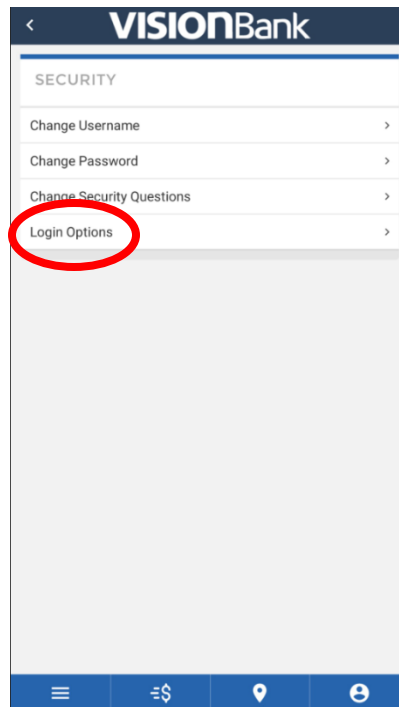 VISIONBank
SECURITY
Change Username
Change Password
Change Security Questions
Login Options